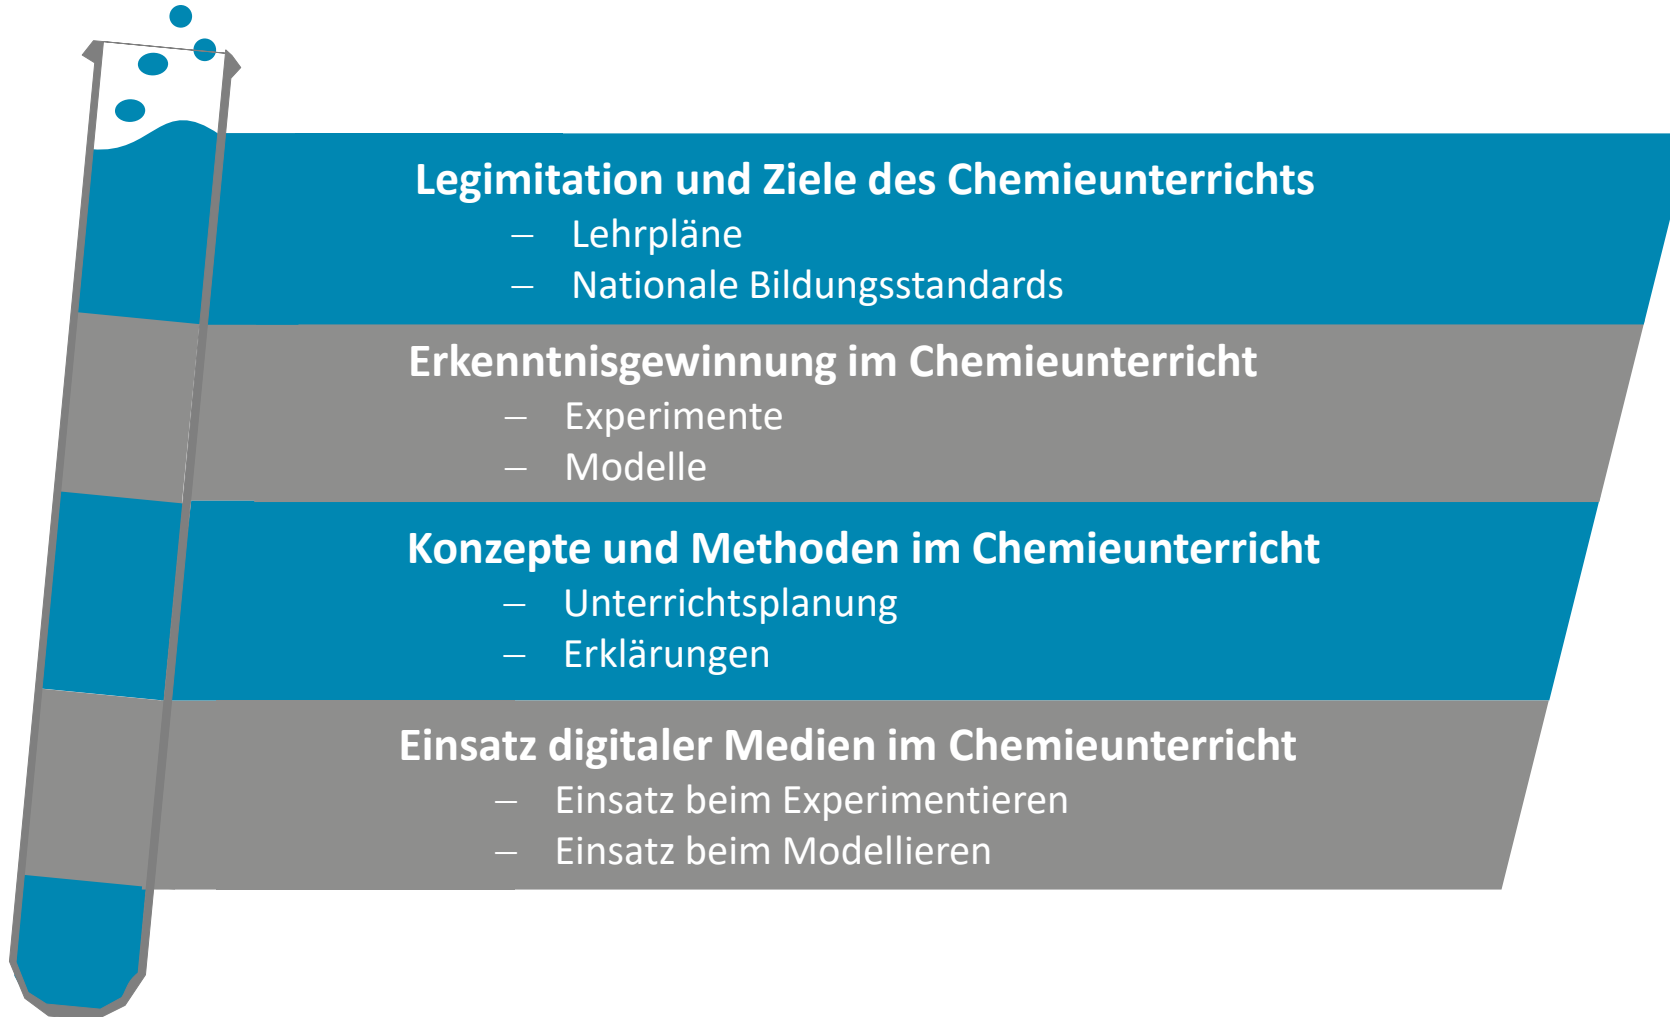 Legimitation und Ziele des Chemieunterrichts
– Lehrpläne
– Nationale Bildungsstandards
Erkenntnisgewinnung im Chemieunterricht
– Experimente
– Modelle
Konzepte und Methoden im Chemieunterricht
– Unterrichtsplanung
– Erklärungen
Einsatz digitaler Medien im Chemieunterricht
– Einsatz beim Experimentieren
– Einsatz beim Modellieren